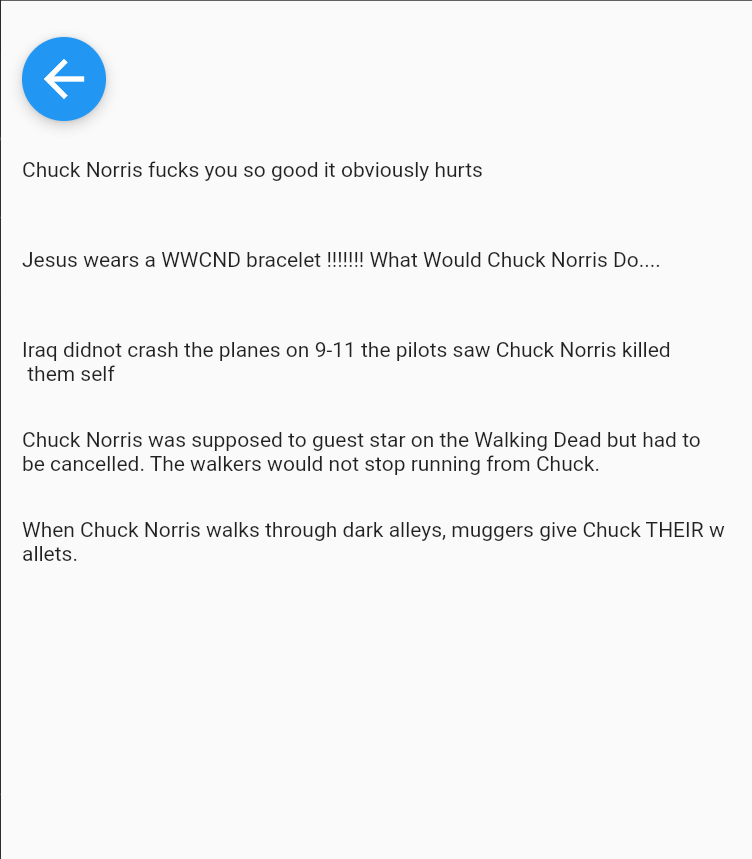 Chuck Norris fucks you so good it obviously hurts
Jesus wears a WWCND bracelet !!!!!!! What Would Chuck Norris Do....
Iraq didnot crash the planes on 9-11 the pilots saw Chuck Norris killed
them self
Chuck Norris was supposed to guest star on the Walking Dead but had to
be cancelled. The walkers would not stop running from Chuck.
When Chuck Norris walks through dark alleys, muggers give Chuck THEIR w
allets.